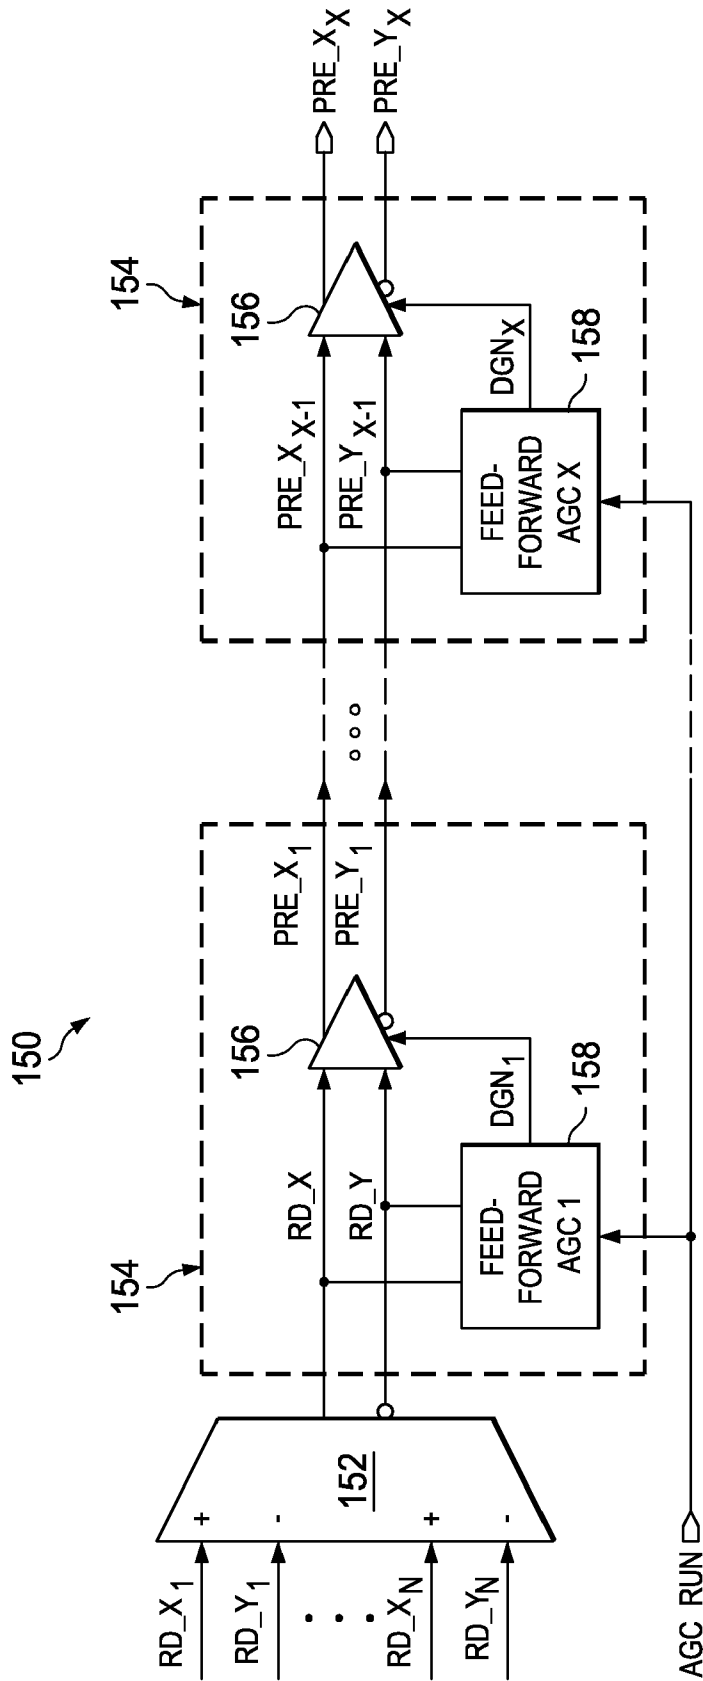 150
RD_X1
RD_Y1
RD_XN
RD_YN
+
-
+
-
152
154
RD_X
RD_Y
156
PRE_X1
PRE_Y1
FEED-
FORWARD
AGC 1
DGN1
158
154
PRE_XX-1
PRE_YX-1
156
FEED-
FORWARD
AGC X
DGNX
158
PRE_XX
PRE_YX
AGC RUN